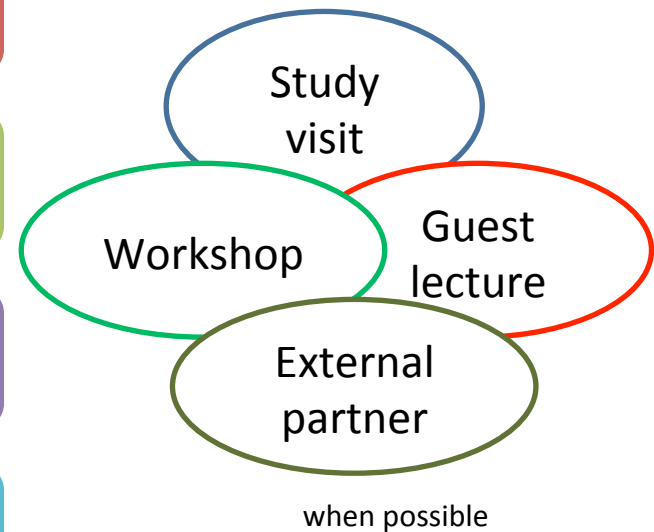 Study
visit
Workshop
Guest
lecture
External
partner
when possible